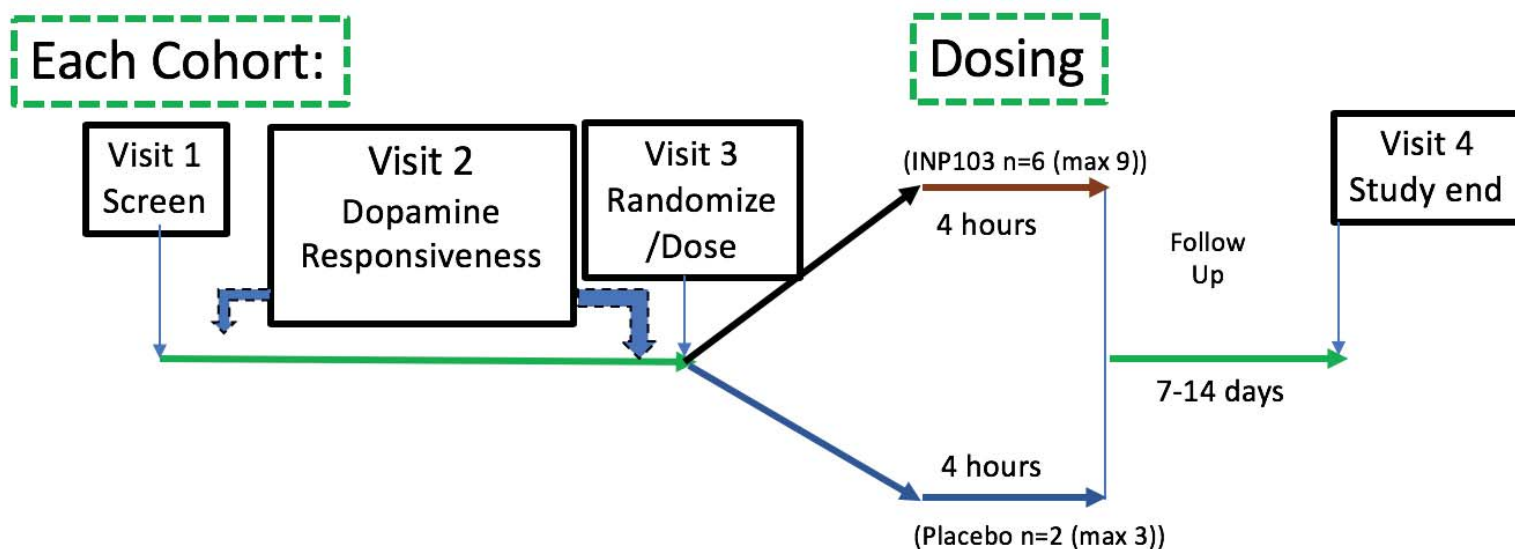 Each Cohort:
Dosing
Visit 1
Screen
Visit 2
Dopamine
Responsiveness
Visit 3
Randomize
/Dose
(INP103 n=6 (max 9))
4 hours
Follow
Up
Visit 4
Study end
7-14 days
4 hours
(Placebo n=2 (max 3))